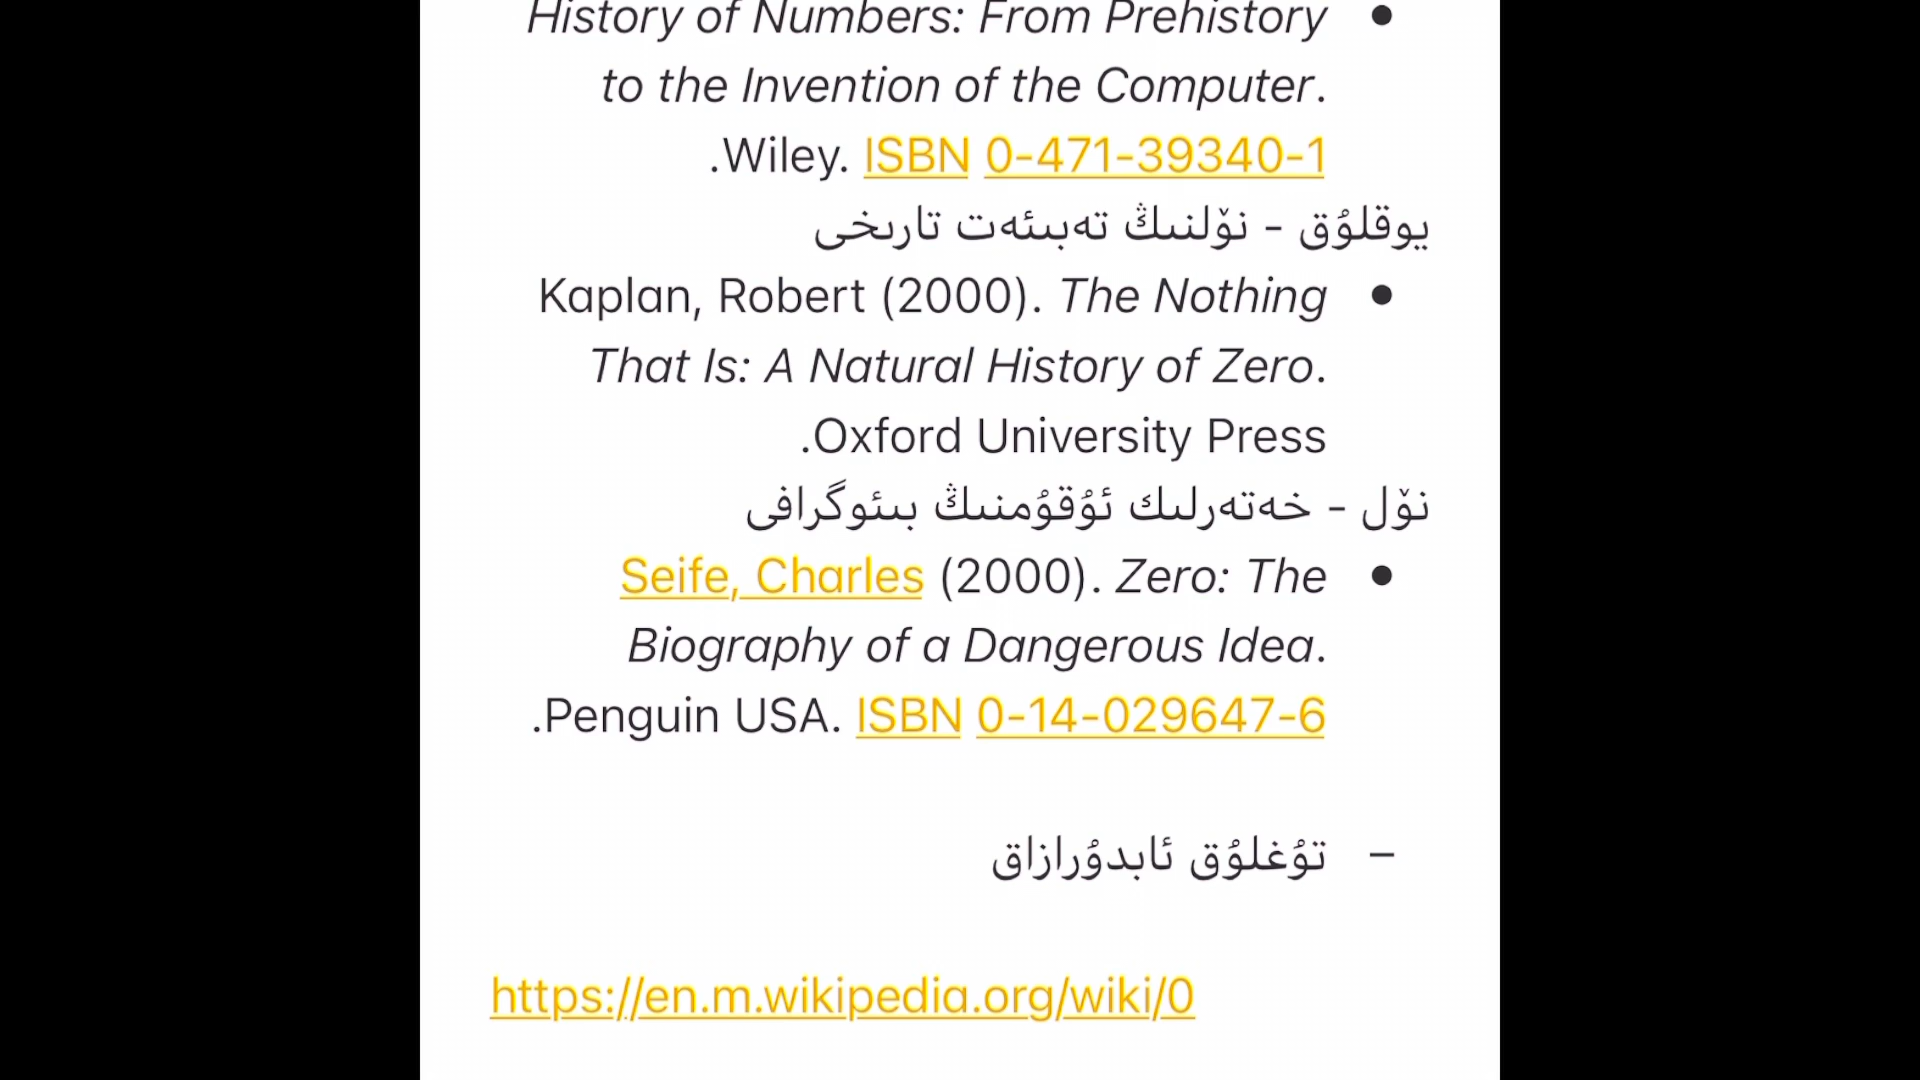 History of Numbers: From Prehistory
to the Invention of the Computer.
Wiley. ISBN 0-471-39340-1.
يوقلۇق - نۆلنىڭ تەبىئەت تارىخى
• Kaplan, Robert (2000). The Nothing
That Is: A Natural History of Zero.
Oxford University Press.
نۆل - خەتەرلىك ئۇقۇمنىڭ بىئوگرافى
• Seife, Charles (2000). Zero: The
Biography of a Dangerous Idea.
Penguin USA. ISBN 0-14-029647-6.
– تۇغلۇق ئابدۇرازاق
https://en.m.wikipedia.org/wiki/0